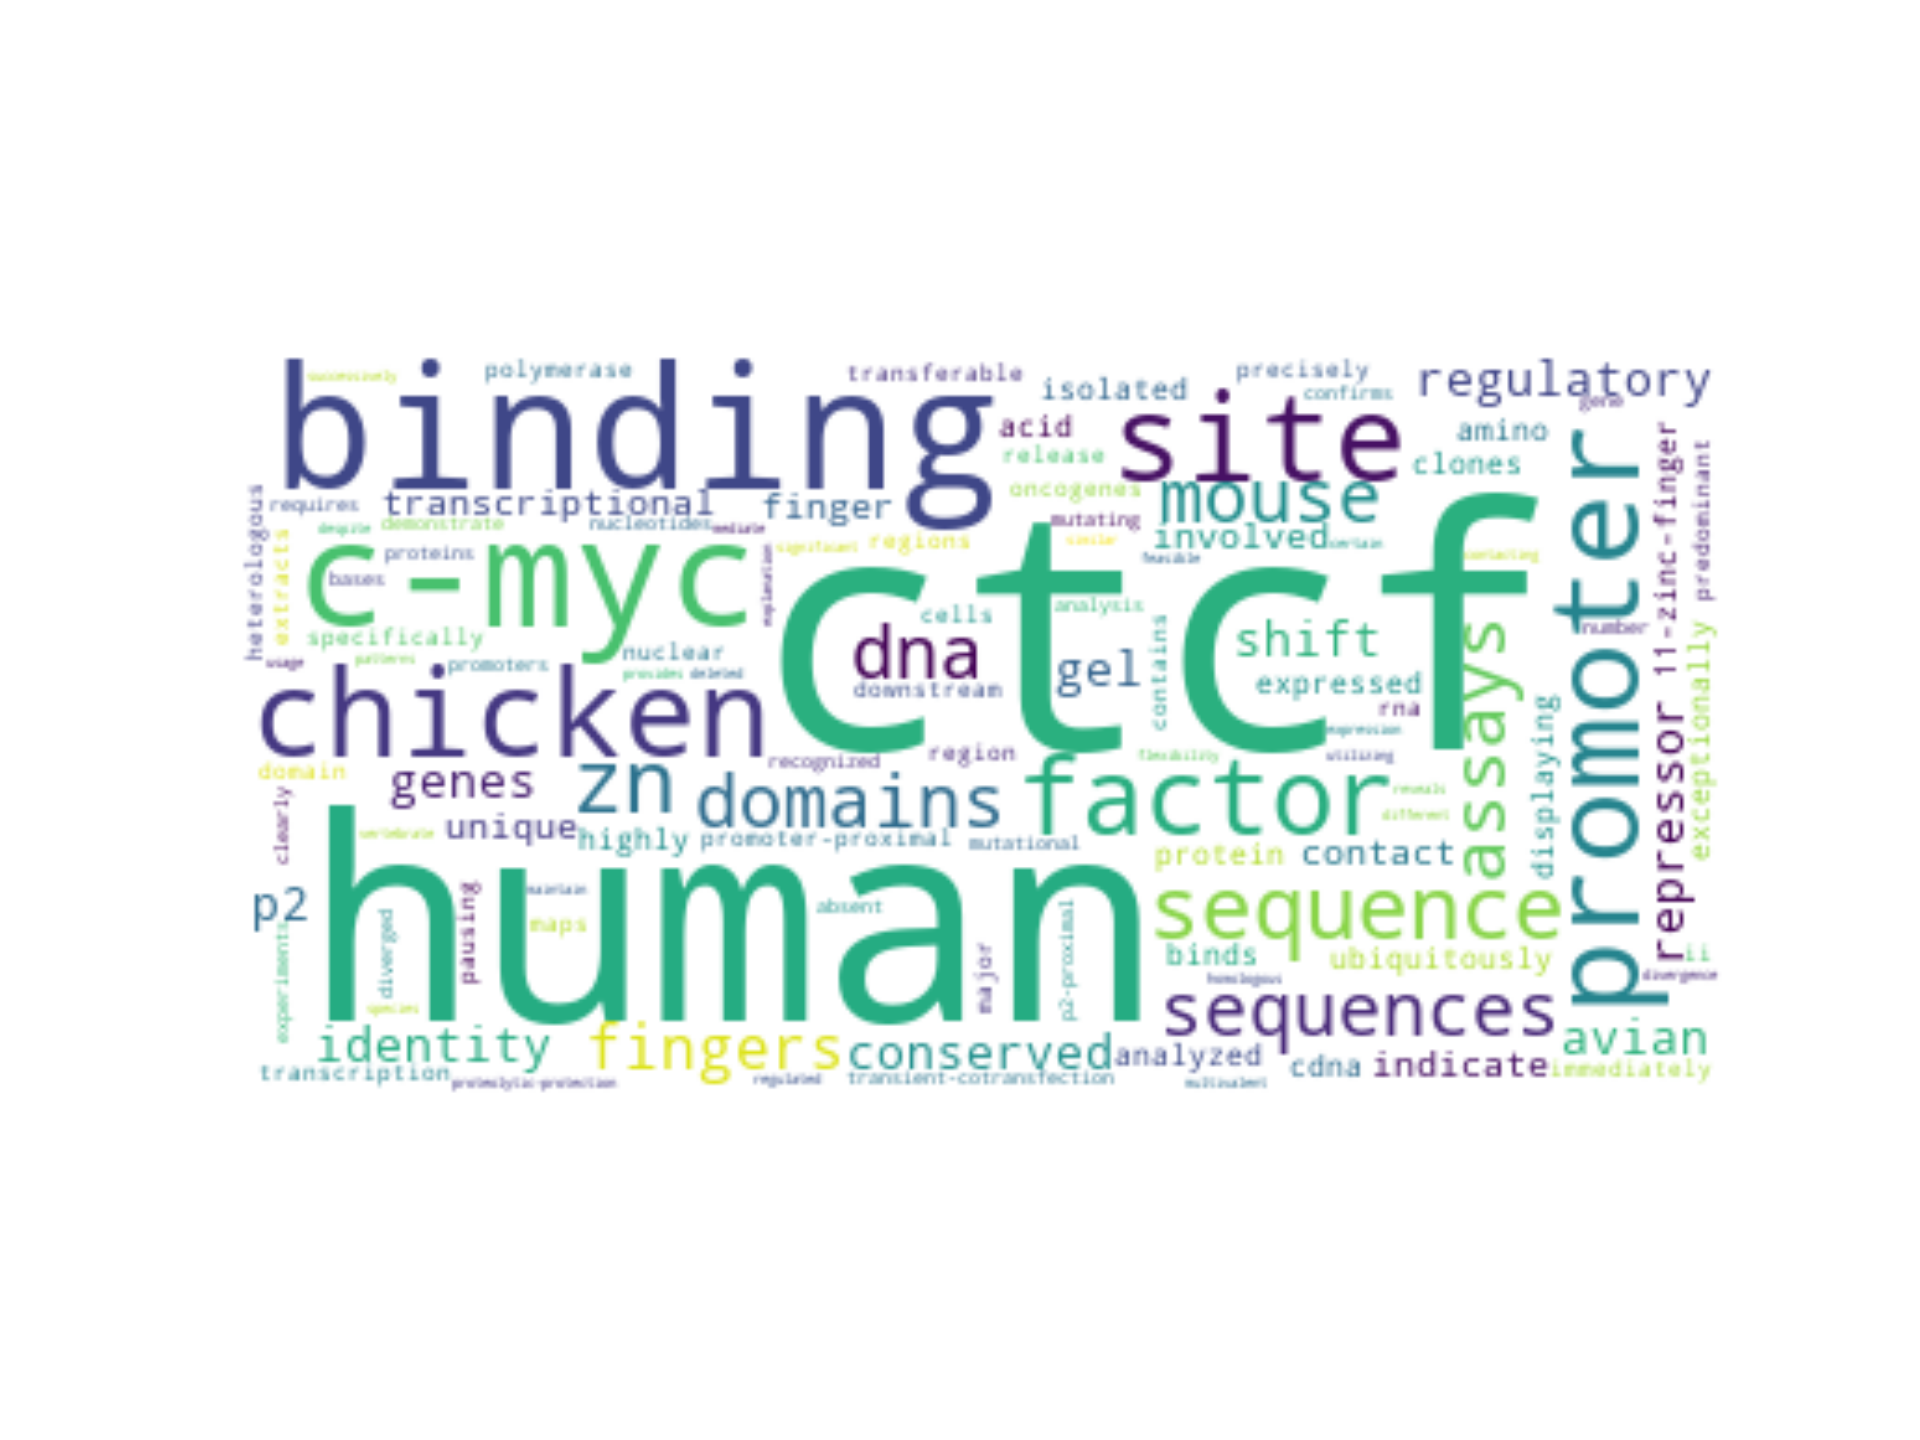 binding
successively
polymerase
transferable
isolated
precisely
confirms
regulatory
gene
site
acid
release
amino
clones
requires
transcriptional
finger
oncogenes
mouse
heterologous
extracts
despite
demonstrate
nucleotides
mediate
mutating
involved
certain
c-myc
proteins
bases
significant
regions
similar
feasible
contacting
ctcf
promoter
11-zinc-finger
predominant
explanation
cells
analysis
specifically
dna
shift
number
usage
patterns
promoters
nuclear
provides
deleted
downstream
gel
contains
expressed
rna
assays
displaying
repressor
exceptionally
chicken
recognized
region
flexibility
expression
utilizing
domain
genes
zn
domains
factor
reveals
different
clearly
vertebrate
unique
highly
promoter-proximal
mutational
protein
contact
human
p2
pausing
maintain
maps
absent
sequence
experiments
diverged
species
major
p2-proximal
binds
ubiquitously
ii
homologous
divergence
sequences
identity
fingers
conserved
analyzed
cdna
indicate
avian
immediately
transcription
proteolytic-protection
regulated
transient-cotransfection
multivalent